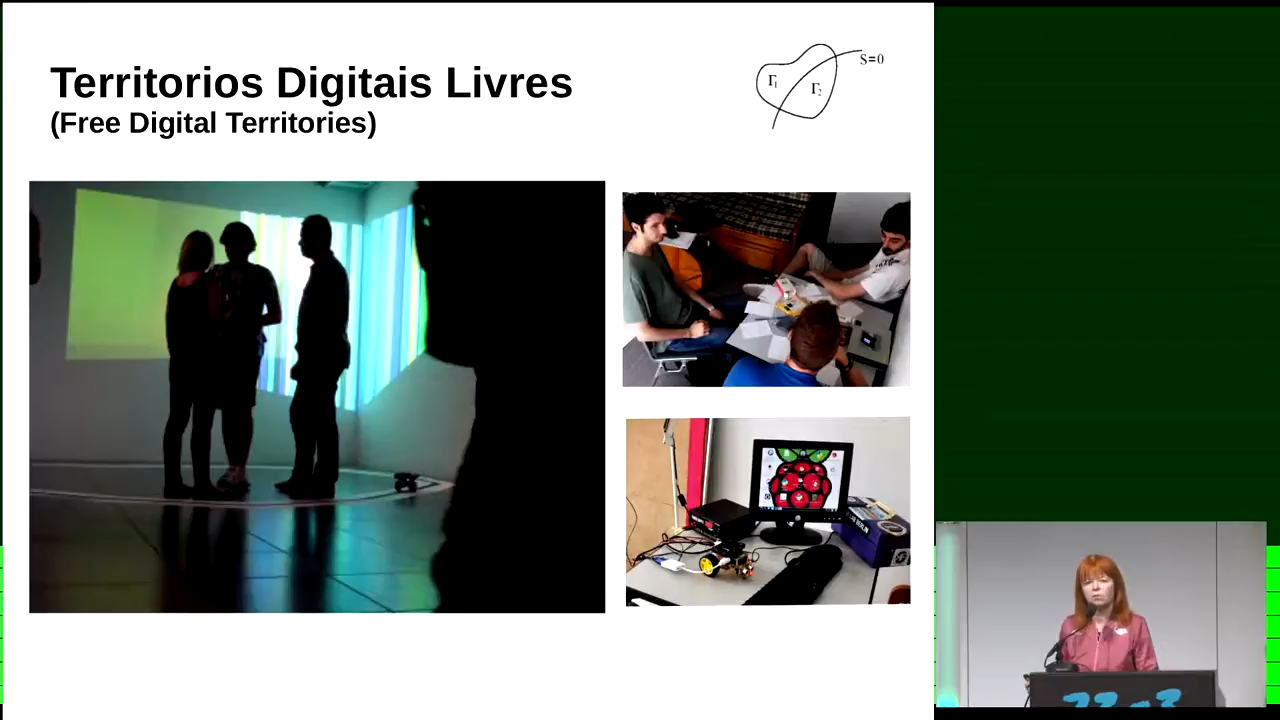 Territorios Digitais Livres
(Free Digital Territories)
S=0
Γ1
Γ2